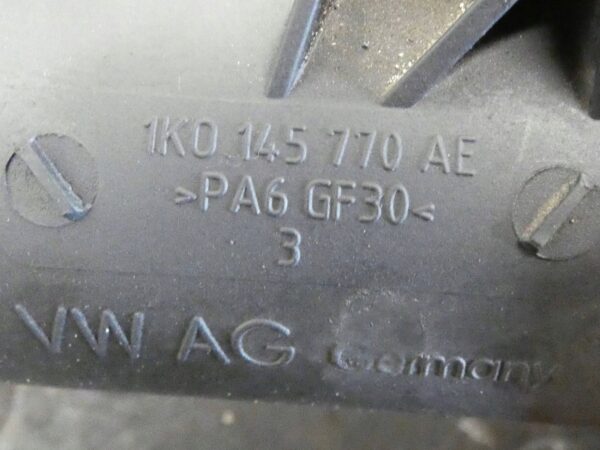 1K0 145 770 AE
>PA6 GF30<
3
VW AG Germany